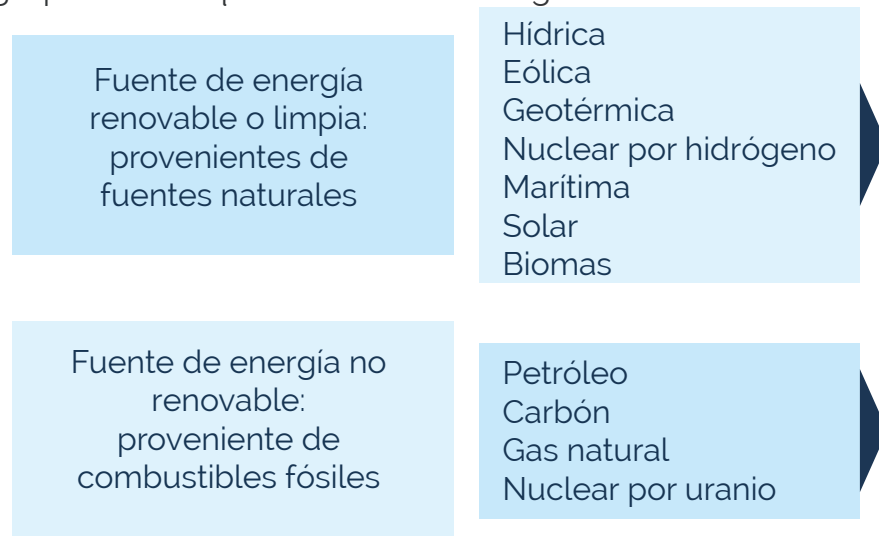 Fuente de energía
renovable o limpia:
provenientes de
fuentes naturales
Hídrica
Eólica
Geotérmica
Nuclear por hidrógeno
Marítima
Solar
Biomas
Fuente de energía no
renovable:
proveniente de
combustibles fósiles
Petróleo
Carbón
Gas natural
Nuclear por uranio